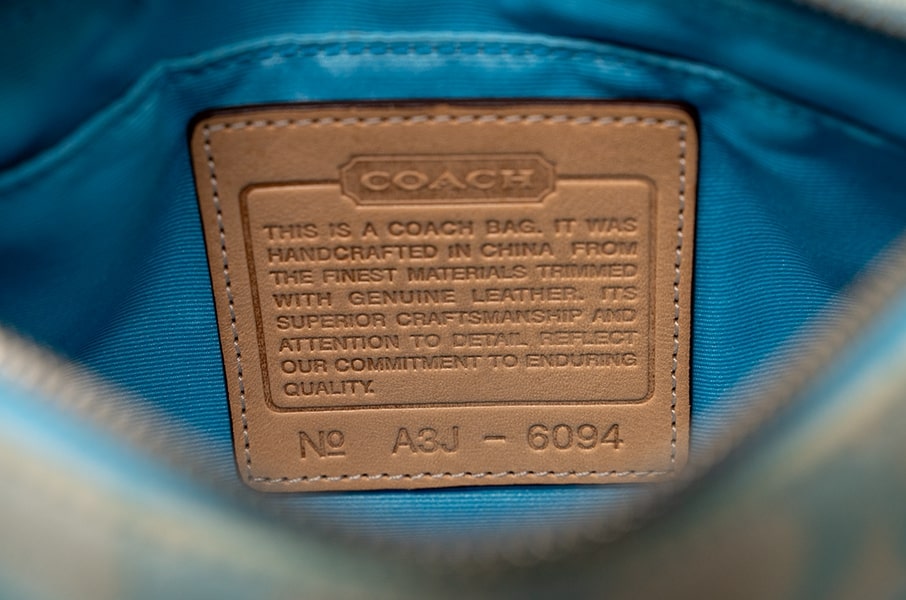 COACH
THIS IS A COACH BAG. IT WAS
HANDCRAFTED IN CHINA FROM
THE FINEST MATERIALS TRIMMED
WITH GENUINE LEATHER. ITS
SUPERIOR CRAFTSMANSHIP AND
ATTENTION TO DETAIL REFLECT
OUR COMMITMENT TO ENDURING
QUALITY.
Nº A3J - 6094